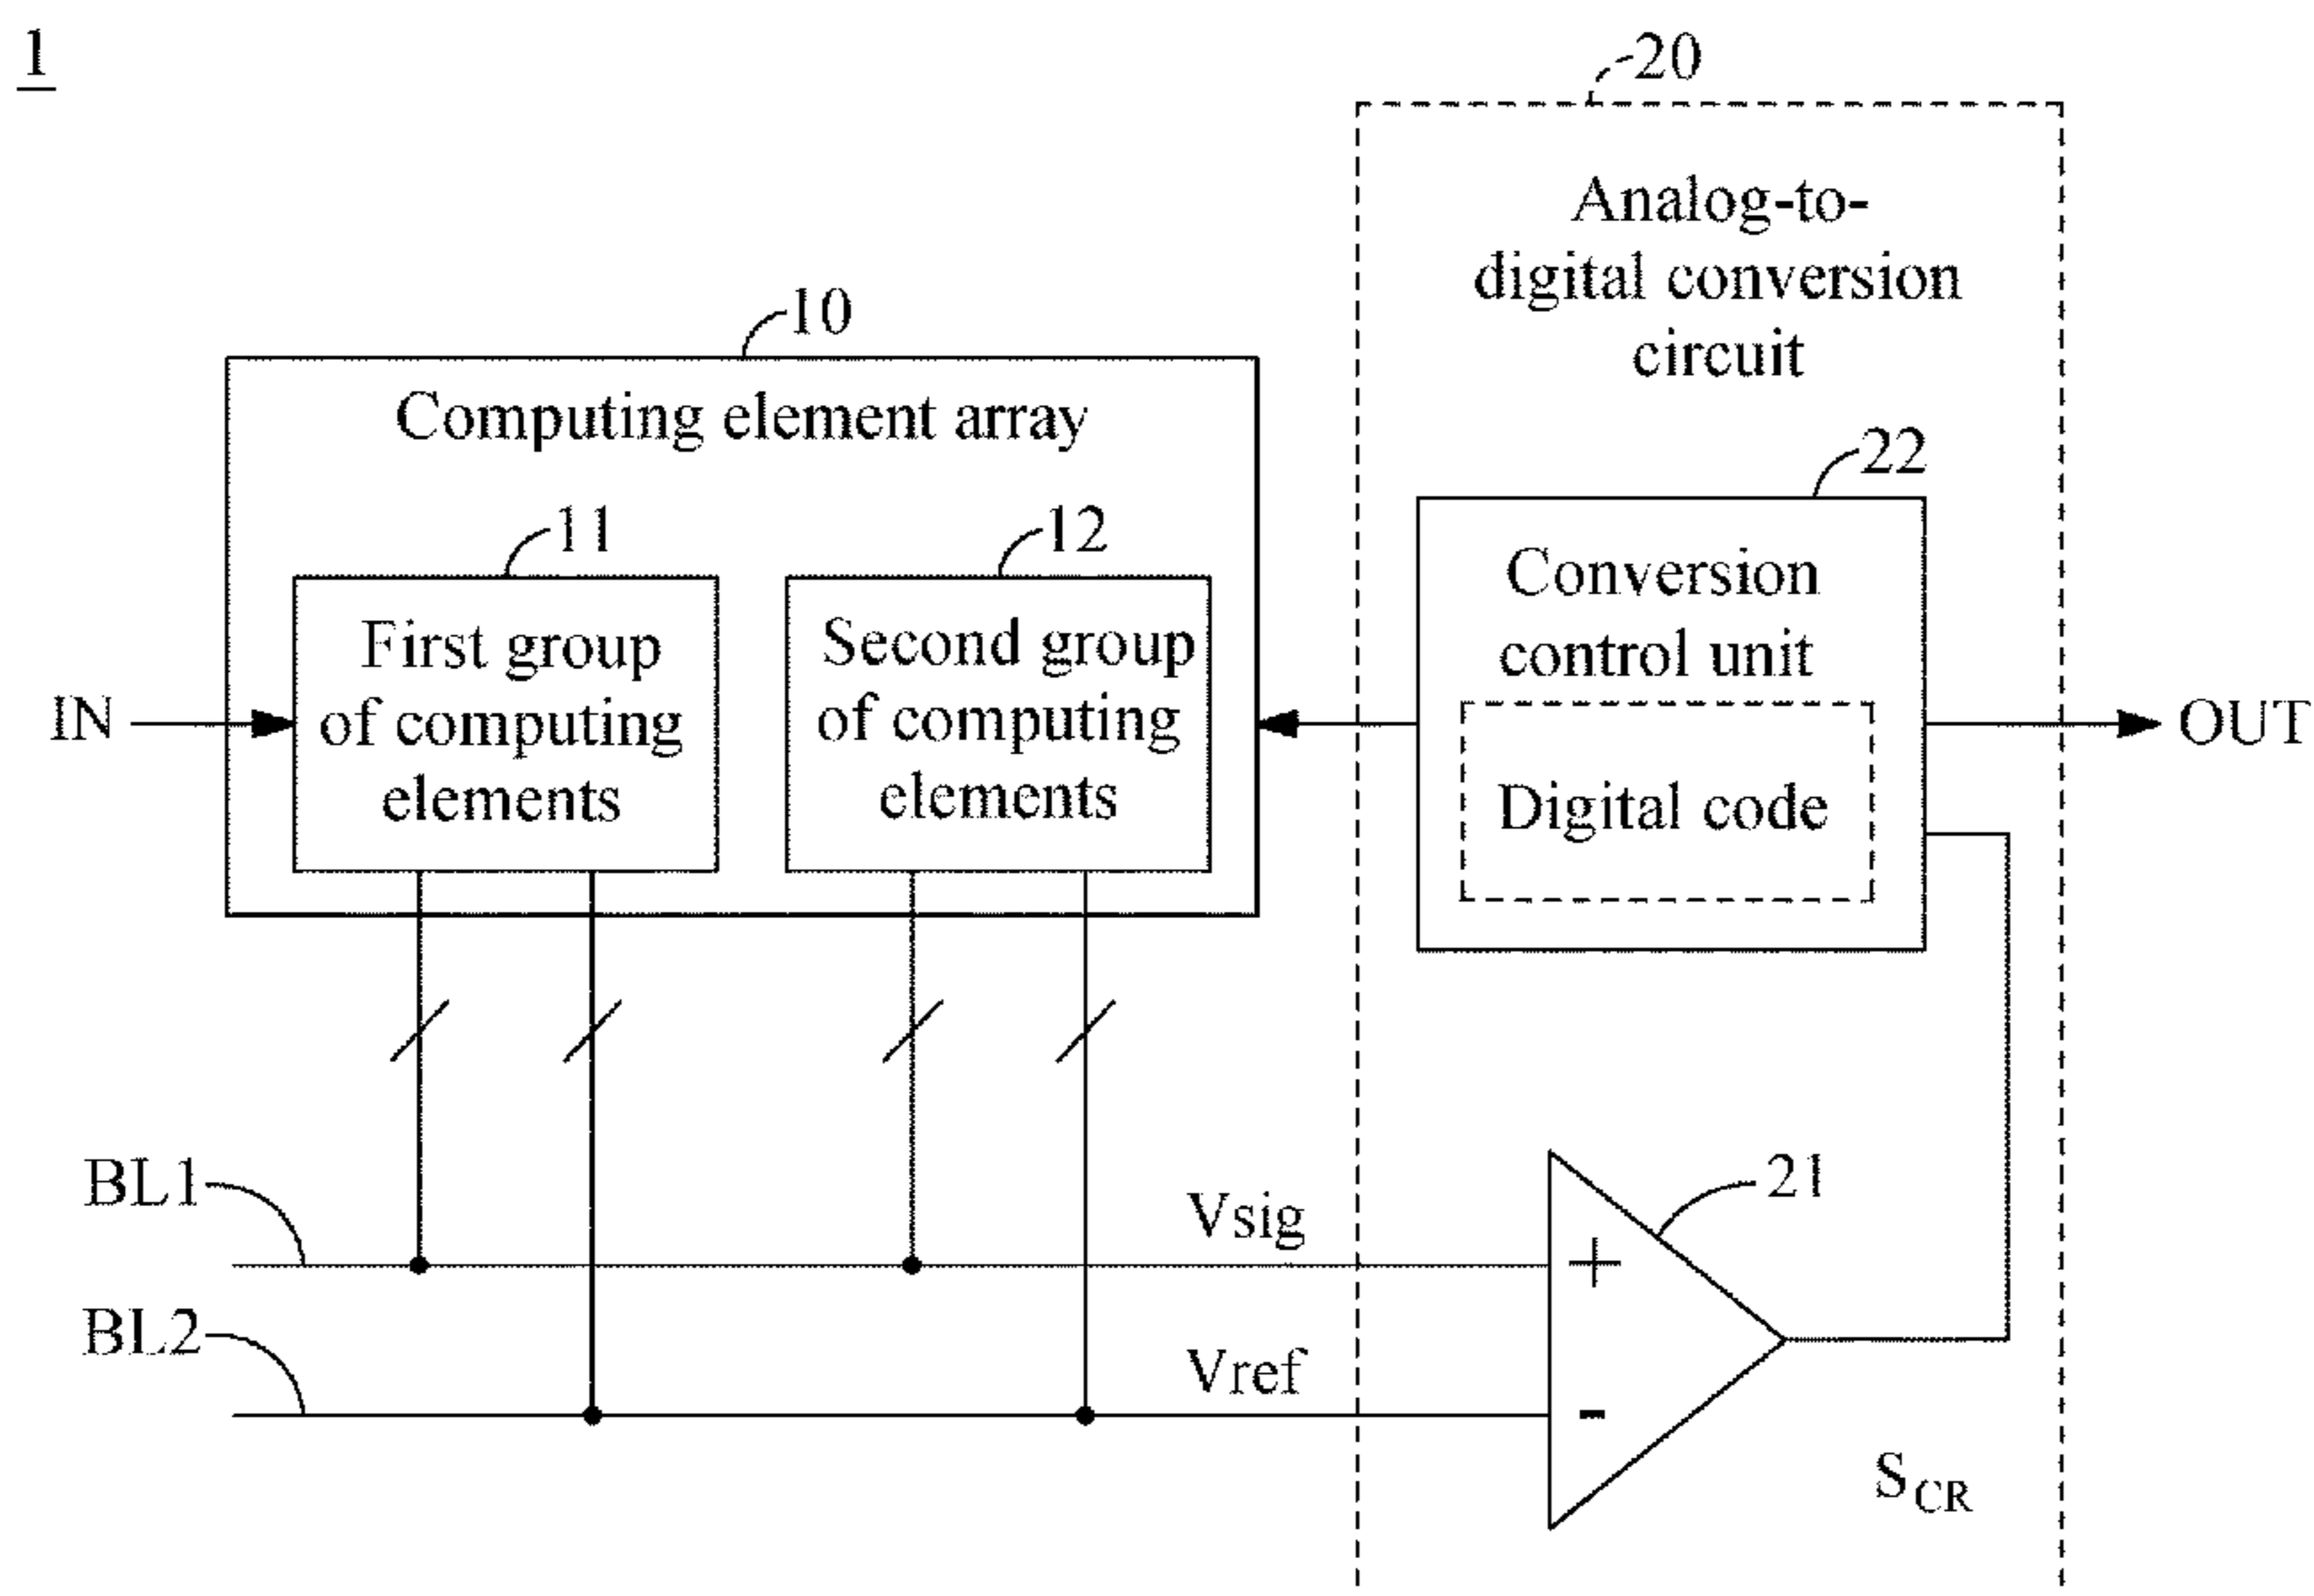 1
20
Analog-to-
digital conversion
circuit
10
Computing element array
22
11
12
Conversion
control unit
First group
of computing
elements
Second group
of computing
elements
IN
OUT
Digital code
BL1
Vsig
21
+
BL2
Vref
-
SCR